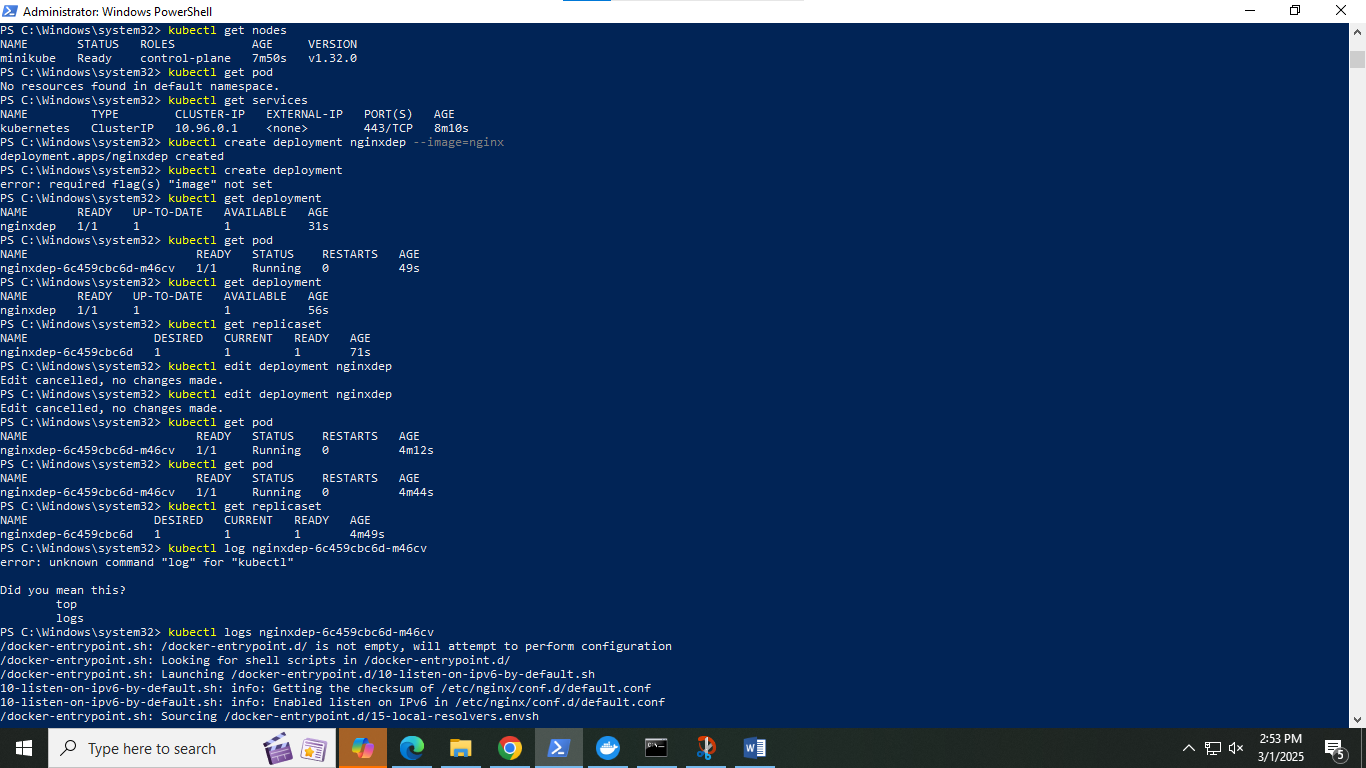 Administrator: Windows PowerShell
PS C:\Windows\system32> kubectl get nodes
NAME       STATUS   ROLES           AGE     VERSION
minikube   Ready    control-plane   7m50s   v1.32.0
PS C:\Windows\system32> kubectl get pod
No resources found in default namespace.
PS C:\Windows\system32> kubectl get services
NAME         TYPE        CLUSTER-IP   EXTERNAL-IP   PORT(S)   AGE
kubernetes   ClusterIP   10.96.0.1    <none>        443/TCP   8m10s
PS C:\Windows\system32> kubectl create deployment nginxdep --image=nginx
deployment.apps/nginxdep created
PS C:\Windows\system32> kubectl create deployment
error: required flag(s) "image" not set
PS C:\Windows\system32> kubectl get deployment
NAME       READY   UP-TO-DATE   AVAILABLE   AGE
nginxdep   1/1     1            1           31s
PS C:\Windows\system32> kubectl get pod
NAME                        READY   STATUS    RESTARTS   AGE
nginxdep-6c459cbc6d-m46cv   1/1     Running   0          49s
PS C:\Windows\system32> kubectl get deployment
NAME       READY   UP-TO-DATE   AVAILABLE   AGE
nginxdep   1/1     1            1           56s
PS C:\Windows\system32> kubectl get replicaset
NAME                  DESIRED   CURRENT   READY   AGE
nginxdep-6c459cbc6d   1         1         1       71s
PS C:\Windows\system32> kubectl edit deployment nginxdep
Edit cancelled, no changes made.
PS C:\Windows\system32> kubectl edit deployment nginxdep
Edit cancelled, no changes made.
PS C:\Windows\system32> kubectl get pod
NAME                        READY   STATUS    RESTARTS   AGE
nginxdep-6c459cbc6d-m46cv   1/1     Running   0          4m12s
PS C:\Windows\system32> kubectl get pod
NAME                        READY   STATUS    RESTARTS   AGE
nginxdep-6c459cbc6d-m46cv   1/1     Running   0          4m44s
PS C:\Windows\system32> kubectl get replicaset
NAME                  DESIRED   CURRENT   READY   AGE
nginxdep-6c459cbc6d   1         1         1       4m49s
PS C:\Windows\system32> kubectl log nginxdep-6c459cbc6d-m46cv
error: unknown command "log" for "kubectl"
Did you mean this?
        top
        logs
PS C:\Windows\system32> kubectl logs nginxdep-6c459cbc6d-m46cv
/docker-entrypoint.sh: /docker-entrypoint.d/ is not empty, will attempt to perform configuration
/docker-entrypoint.sh: Looking for shell scripts in /docker-entrypoint.d/
/docker-entrypoint.sh: Launching /docker-entrypoint.d/10-listen-on-ipv6-by-default.sh
10-listen-on-ipv6-by-default.sh: info: Getting the checksum of /etc/nginx/conf.d/default.conf
10-listen-on-ipv6-by-default.sh: info: Enabled listen on IPv6 in /etc/nginx/conf.d/default.conf
/docker-entrypoint.sh: Sourcing /docker-entrypoint.d/15-local-resolvers.envsh
Type here to search
2:53 PM
3/1/2025
5